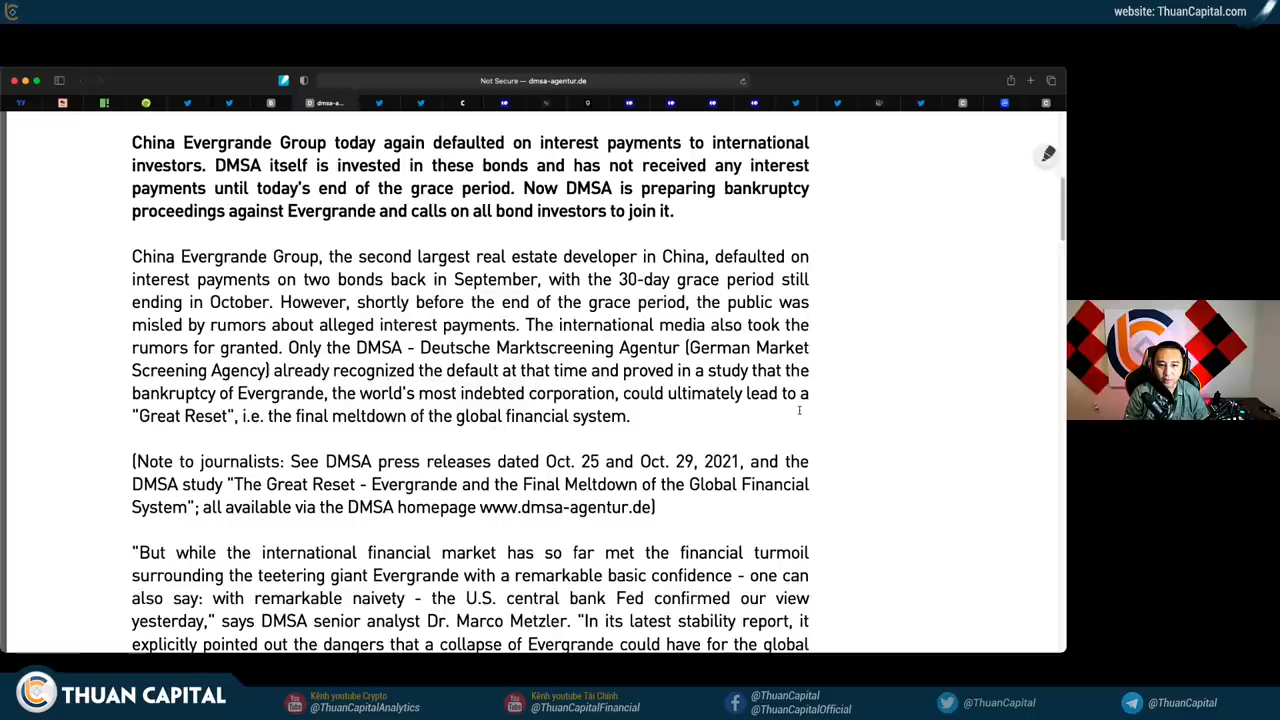 website: ThuanCapital.com
Not Secure — dmsa-agentur.de
dmsa-a...
China Evergrande Group today again defaulted on interest payments to international
investors. DMSA itself is invested in these bonds and has not received any interest
payments until today's end of the grace period. Now DMSA is preparing bankruptcy
proceedings against Evergrande and calls on all bond investors to join it.
China Evergrande Group, the second largest real estate developer in China, defaulted on
interest payments on two bonds back in September, with the 30-day grace period still
ending in October. However, shortly before the end of the grace period, the public was
misled by rumors about alleged interest payments. The international media also took the
rumors for granted. Only the DMSA - Deutsche Marktscreening Agentur (German Market
Screening Agency) already recognized the default at that time and proved in a study that the
bankruptcy of Evergrande, the world's most indebted corporation, could ultimately lead to a
"Great Reset", i.e. the final meltdown of the global financial system.
(Note to journalists: See DMSA press releases dated Oct. 25 and Oct. 29, 2021, and the
DMSA study "The Great Reset - Evergrande and the Final Meltdown of the Global Financial
System"; all available via the DMSA homepage www.dmsa-agentur.de)
"But while the international financial market has so far met the financial turmoil
surrounding the teetering giant Evergrande with a remarkable basic confidence - one can
also say: with remarkable naivety - the U.S. central bank Fed confirmed our view
yesterday," says DMSA senior analyst Dr. Marco Metzler. "In its latest stability report, it
explicitly pointed out the dangers that a collapse of Evergrande could have for the global
THUAN CAPITAL
Kênh youtube Crypto
@ThuanCapitalAnalytics
Kênh youtube Tài Chính
@ThuanCapitalFinancial
@ThuanCapital
@ThuanCapitalOfficial
@ThuanCapital
@ThuanCapital